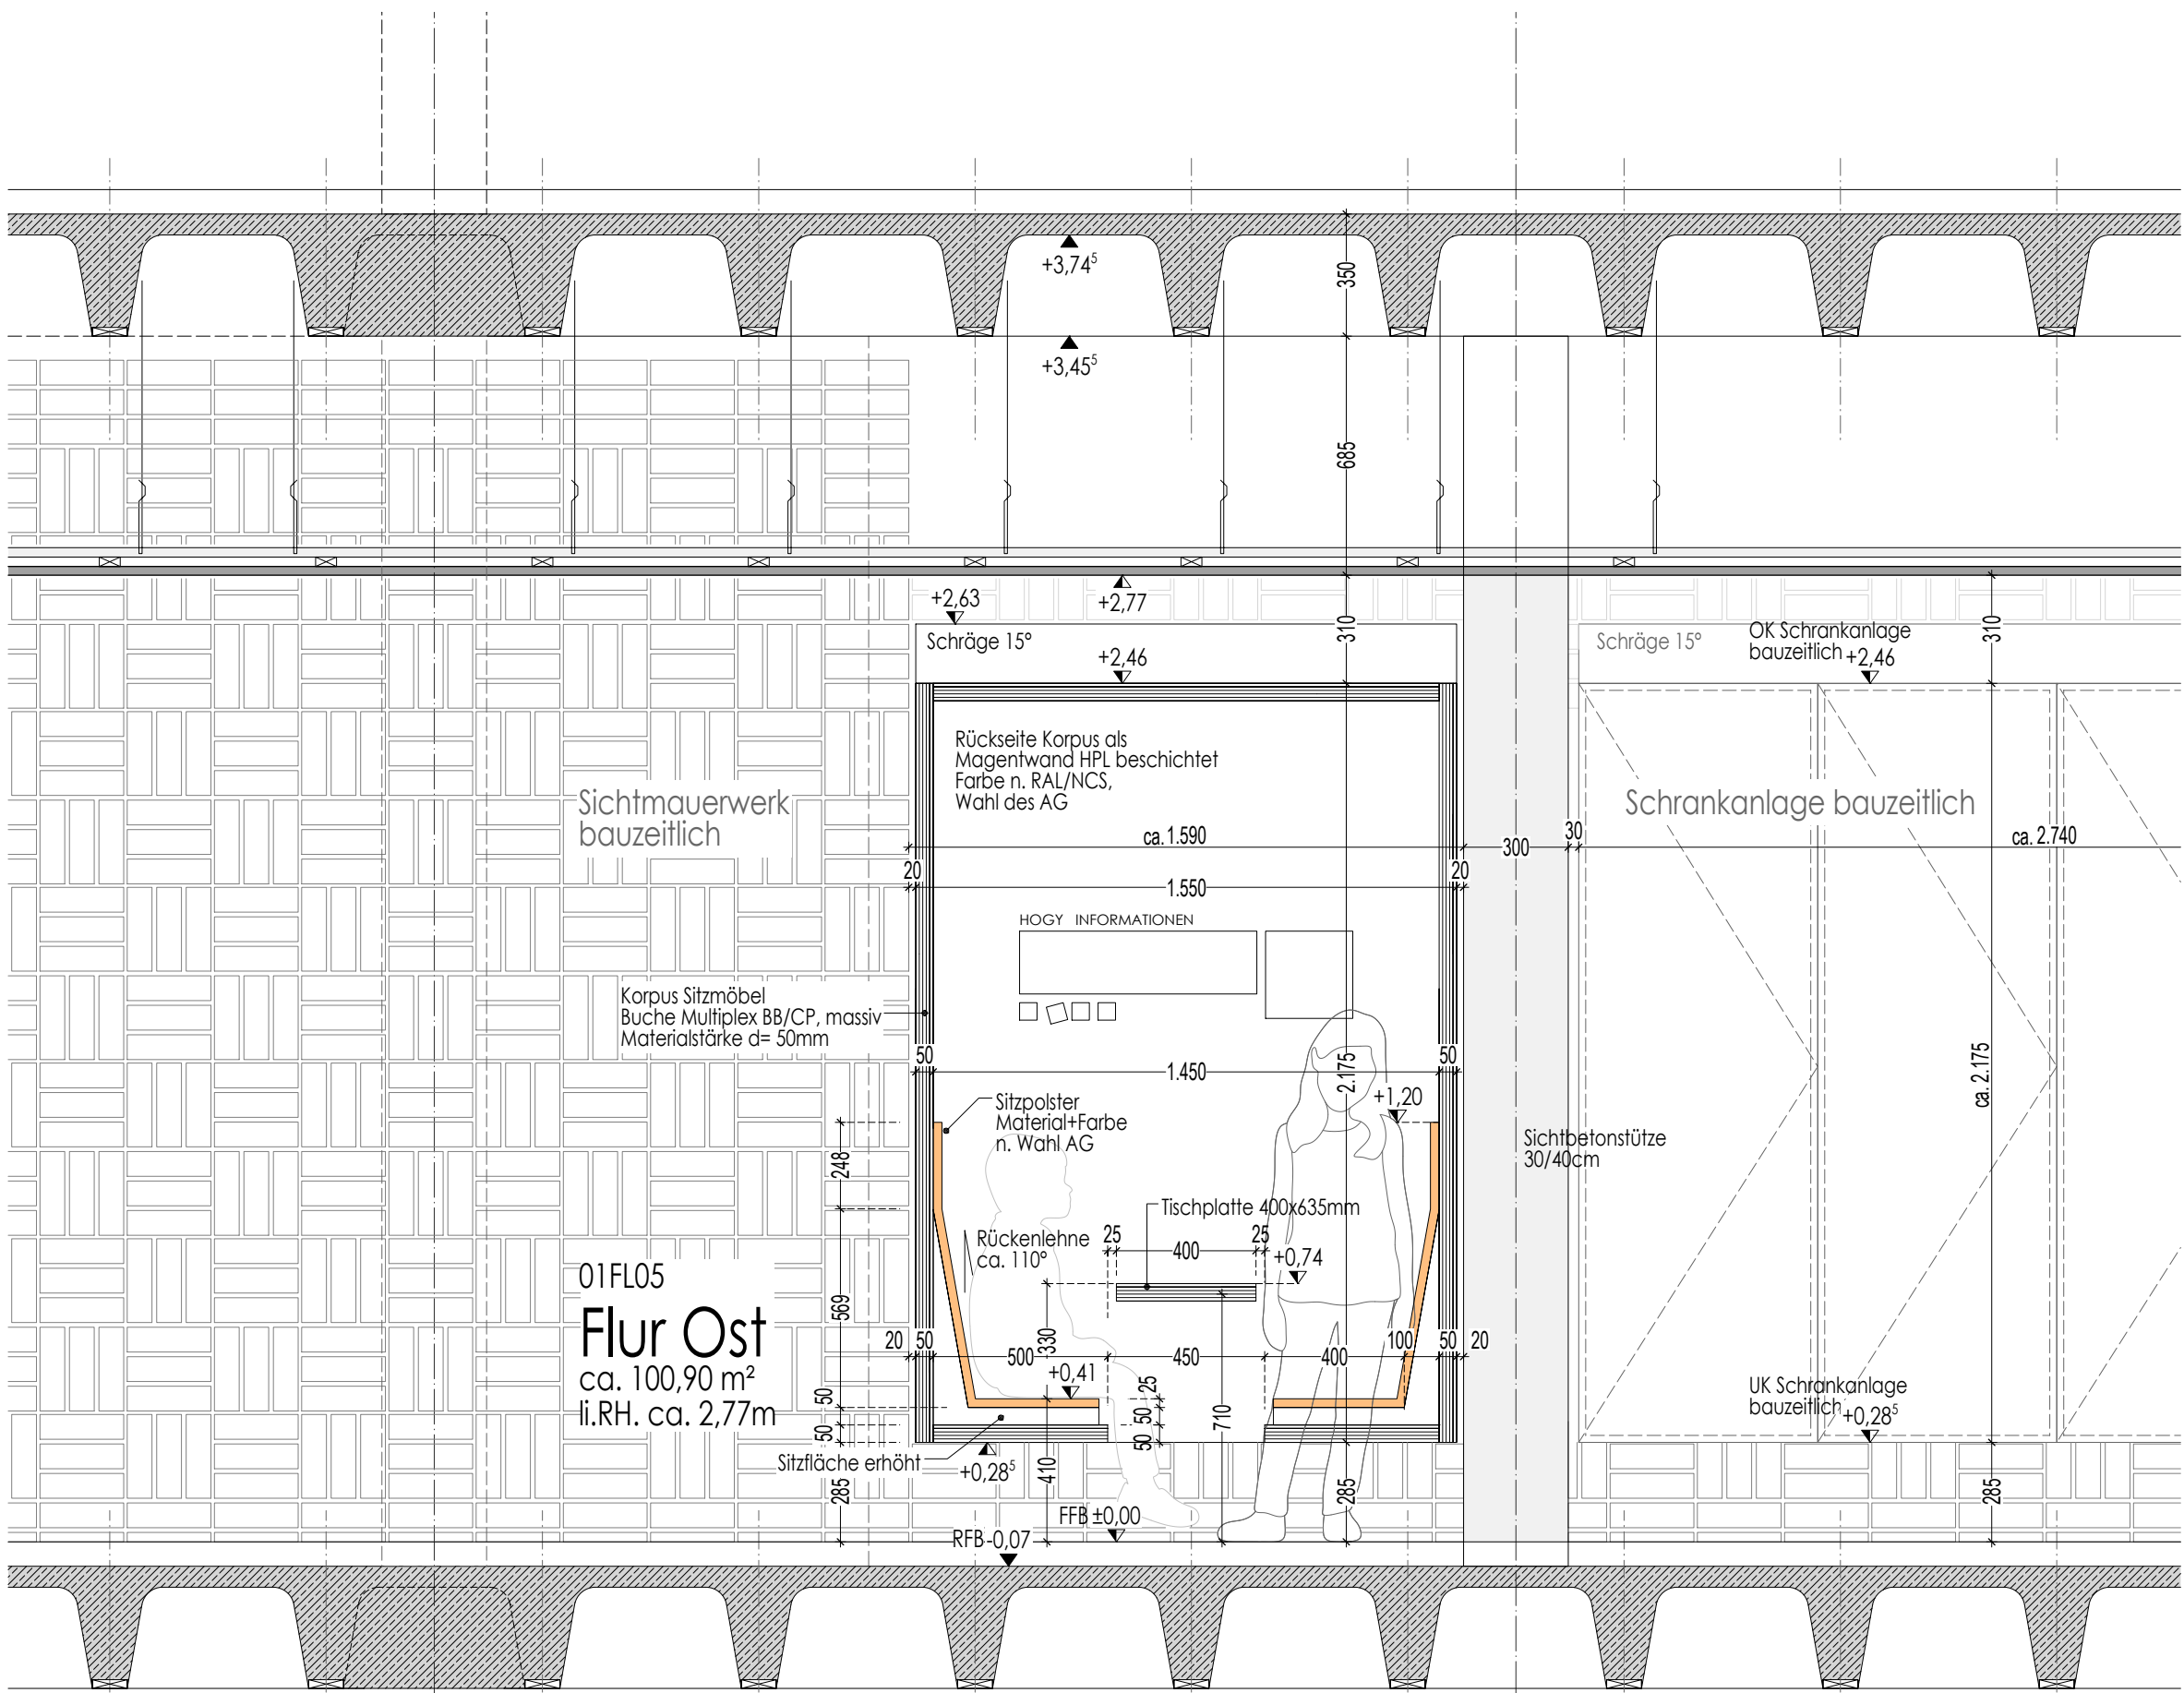 +3,74⁵
350
+3,45⁵
685
+2,63
+2,77
310
310
Schräge 15°
+2,46
Schräge 15°
OK Schrankanlage
bauzeitlich +2,46
Rückseite Korpus als
Magentwand HPL beschichtet
Farbe n. RAL/NCS,
Wahl des AG
Sichtmauerwerk
bauzeitlich
Schrankanlage bauzeitlich
ca. 1.590
300
30
ca. 2.740
20
1.550
20
HOGY INFORMATIONEN
Korpus Sitzmöbel
Buche Multiplex BB/CP, massiv
Materialstärke d= 50mm
50
1.450
50
2.175
ca. 2.175
Sitzpolster
Material+Farbe
n. Wahl AG
+1,20
Sichtbetonstütze
30/40cm
248
Tischplatte 400x635mm
Rückenlehne
ca. 110°
25
400
25
+0,74
01FL05
Flur Ost
ca. 100,90 m²
li.RH. ca. 2,77m
569
330
20
50
500
450
400
100
50
20
+0,41
50
50
25
50
50
710
UK Schrankanlage
bauzeitlich +0,28⁵
Sitzfläche erhöht
+0,28⁵
410
285
285
285
FFB ±0,00
RFB -0,07